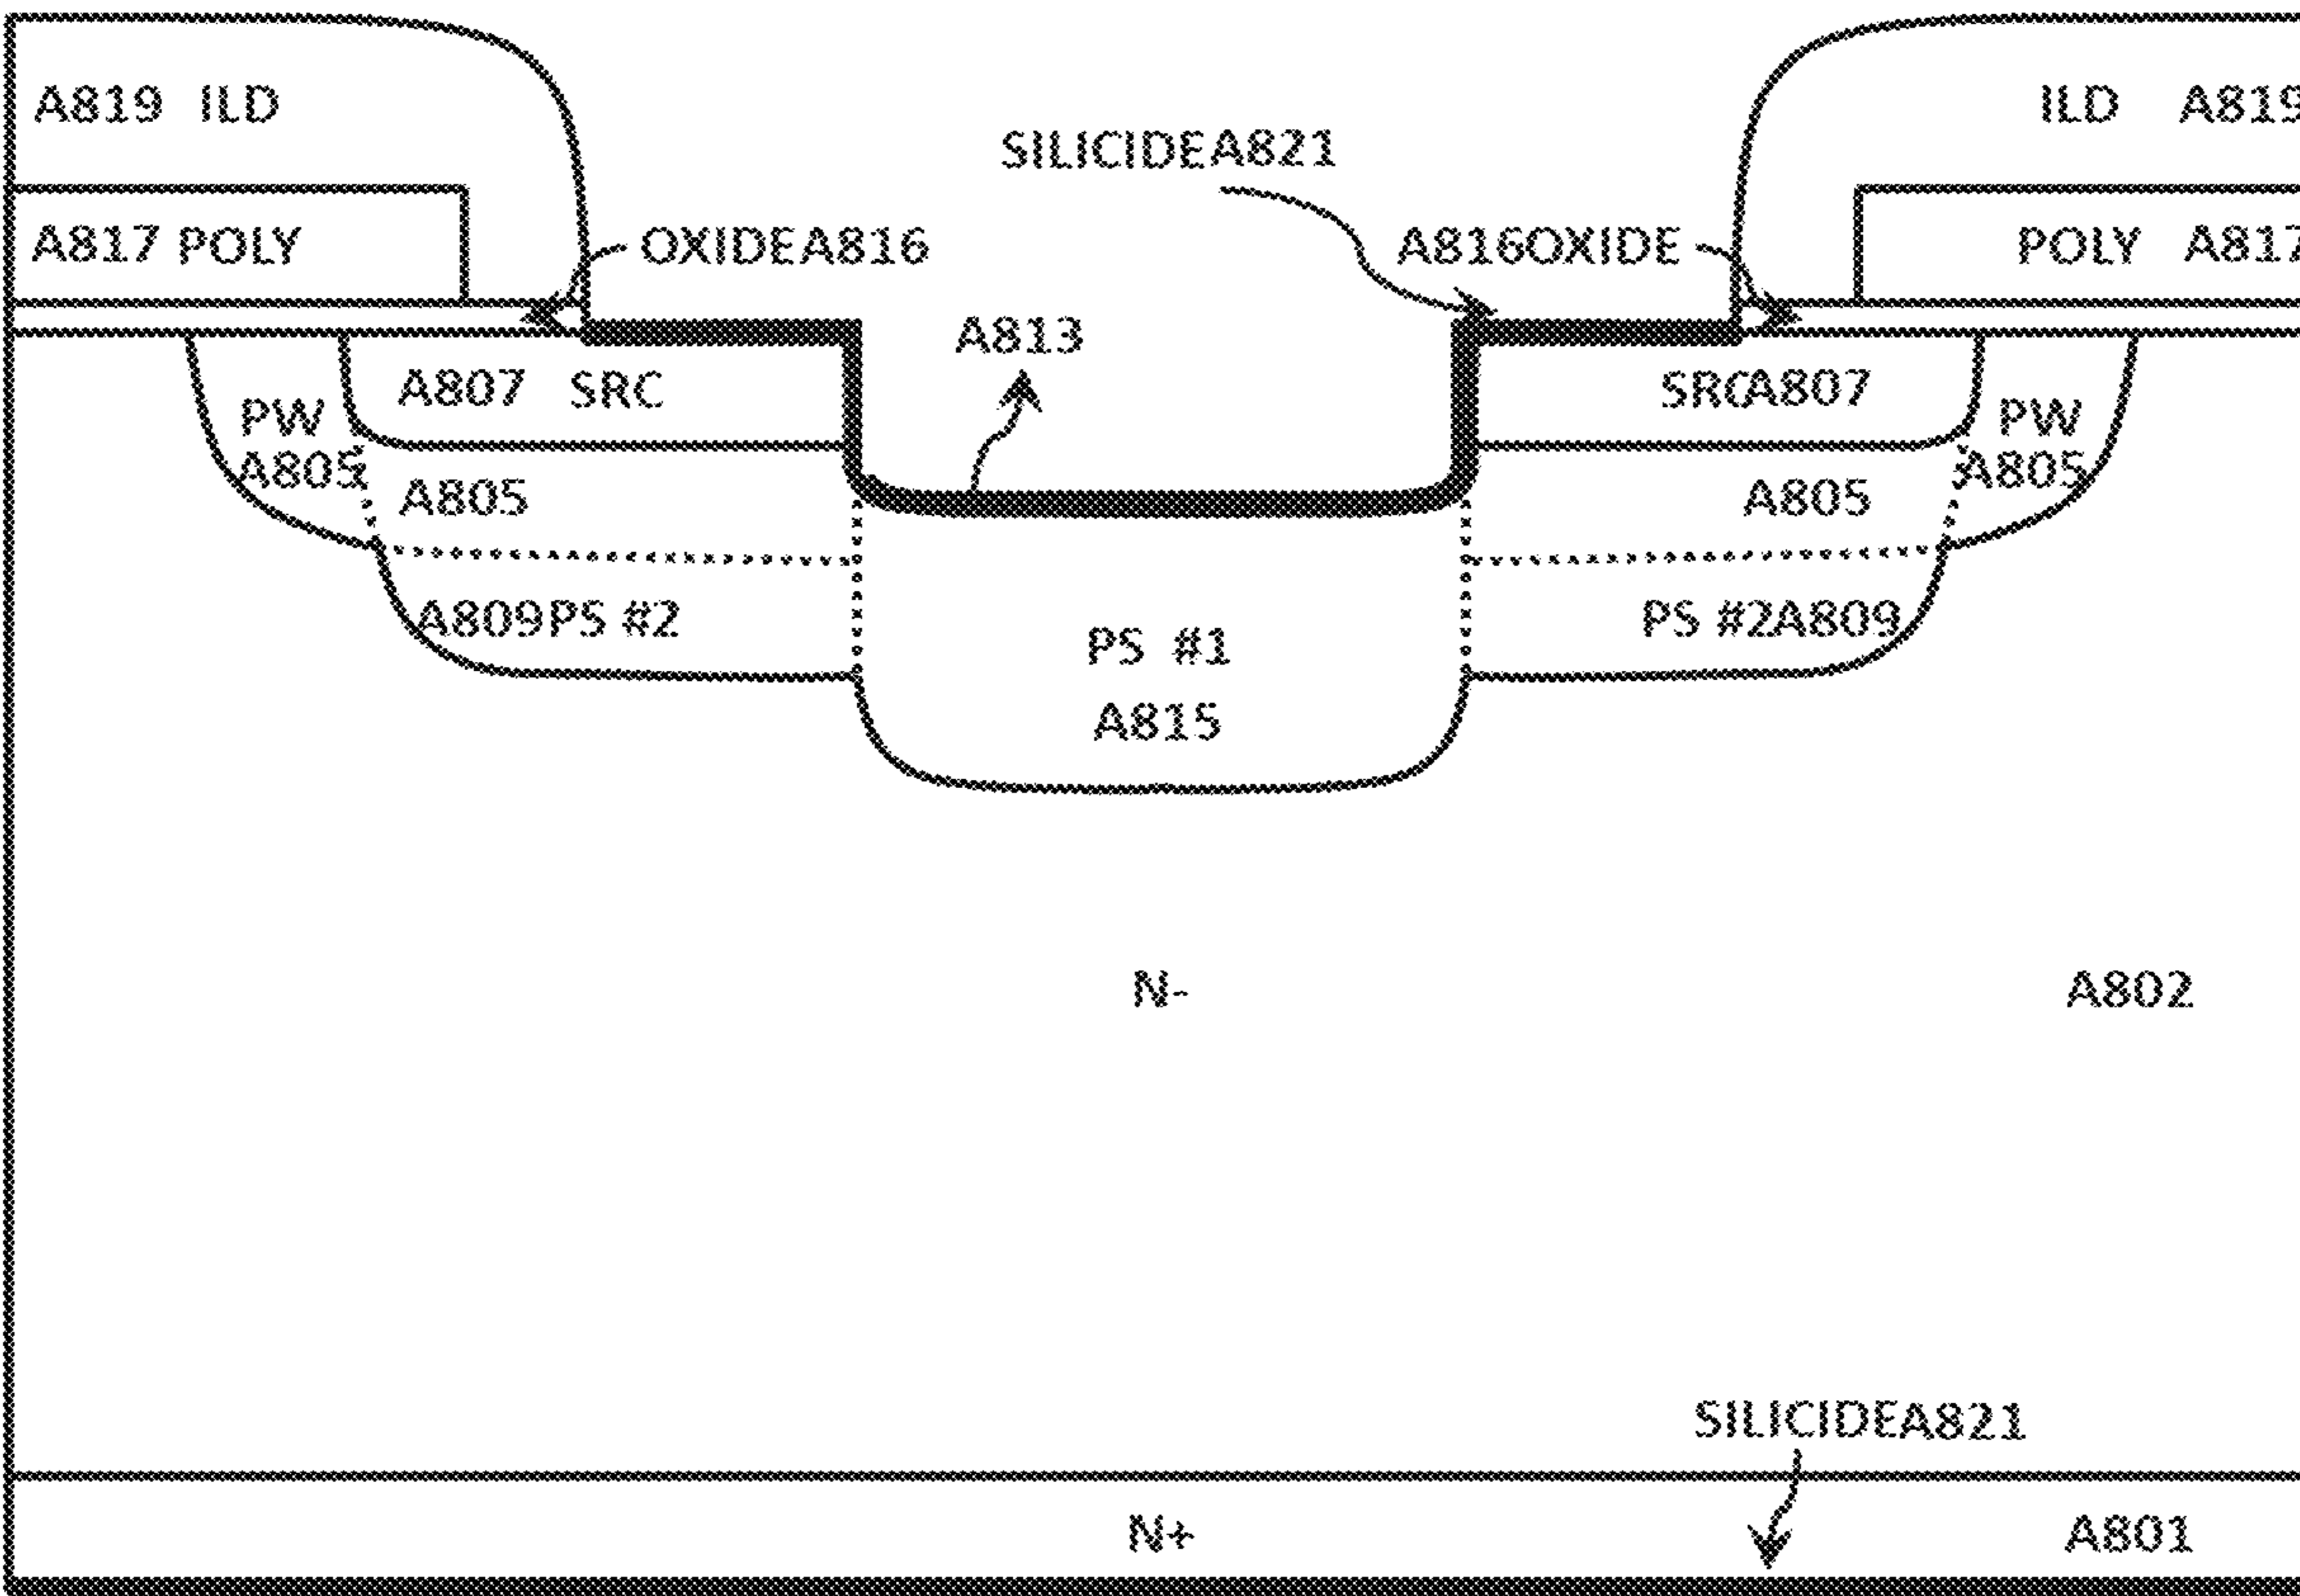 A819 ILD
ILD A819
SILICIDEA821
A817 POLY
OXIDEA816
A816OXIDE
POLY A817
A813
A807 SRC
SRCA807
PW
A805
PW
A805
A805
A805
A809PS #2
PS #1
A815
PS #2A809
N-
A802
SILICIDEA821
N+
A801